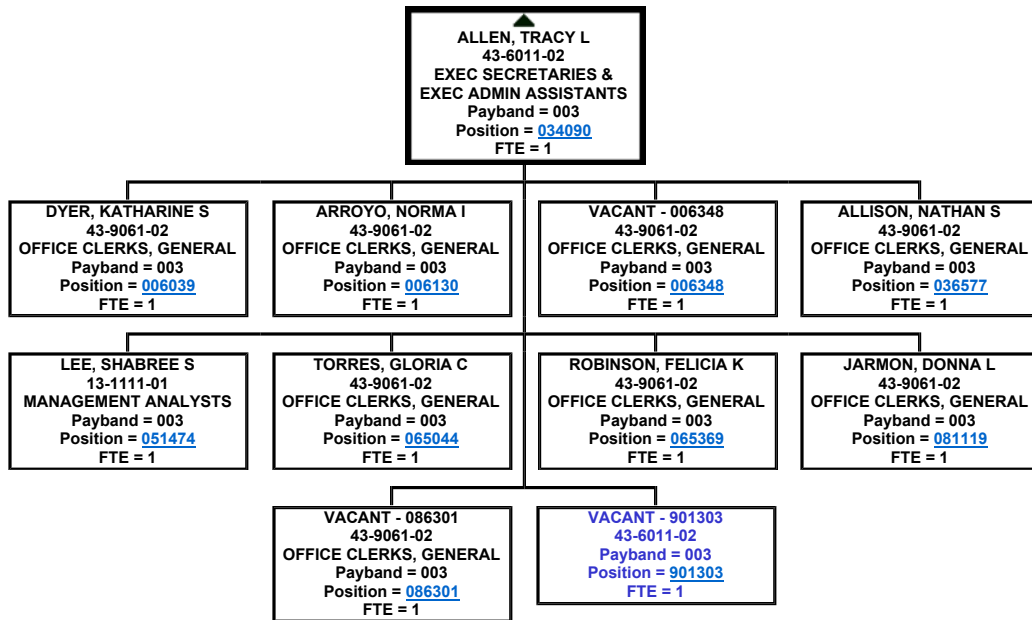 ALLEN, TRACY L
43-6011-02
EXEC SECRETARIES &
EXEC ADMIN ASSISTANTS
Payband = 003
Position = 034090
FTE = 1
DYER, KATHARINE S
43-9061-02
OFFICE CLERKS, GENERAL
Payband = 003
Position = 006039
FTE = 1
ARROYO, NORMA I
43-9061-02
OFFICE CLERKS, GENERAL
Payband = 003
Position = 006130
FTE = 1
VACANT - 006348
43-9061-02
OFFICE CLERKS, GENERAL
Payband = 003
Position = 006348
FTE = 1
ALLISON, NATHAN S
43-9061-02
OFFICE CLERKS, GENERAL
Payband = 003
Position = 036577
FTE = 1
LEE, SHABREE S
13-1111-01
MANAGEMENT ANALYSTS
Payband = 003
Position = 051474
FTE = 1
TORRES, GLORIA C
43-9061-02
OFFICE CLERKS, GENERAL
Payband = 003
Position = 065044
FTE = 1
ROBINSON, FELICIA K
43-9061-02
OFFICE CLERKS, GENERAL
Payband = 003
Position = 065369
FTE = 1
JARMON, DONNA L
43-9061-02
OFFICE CLERKS, GENERAL
Payband = 003
Position = 081119
FTE = 1
VACANT - 086301
43-9061-02
OFFICE CLERKS, GENERAL
Payband = 003
Position = 086301
FTE = 1
VACANT - 901303
43-6011-02
Payband = 003
Position = 901303
FTE = 1